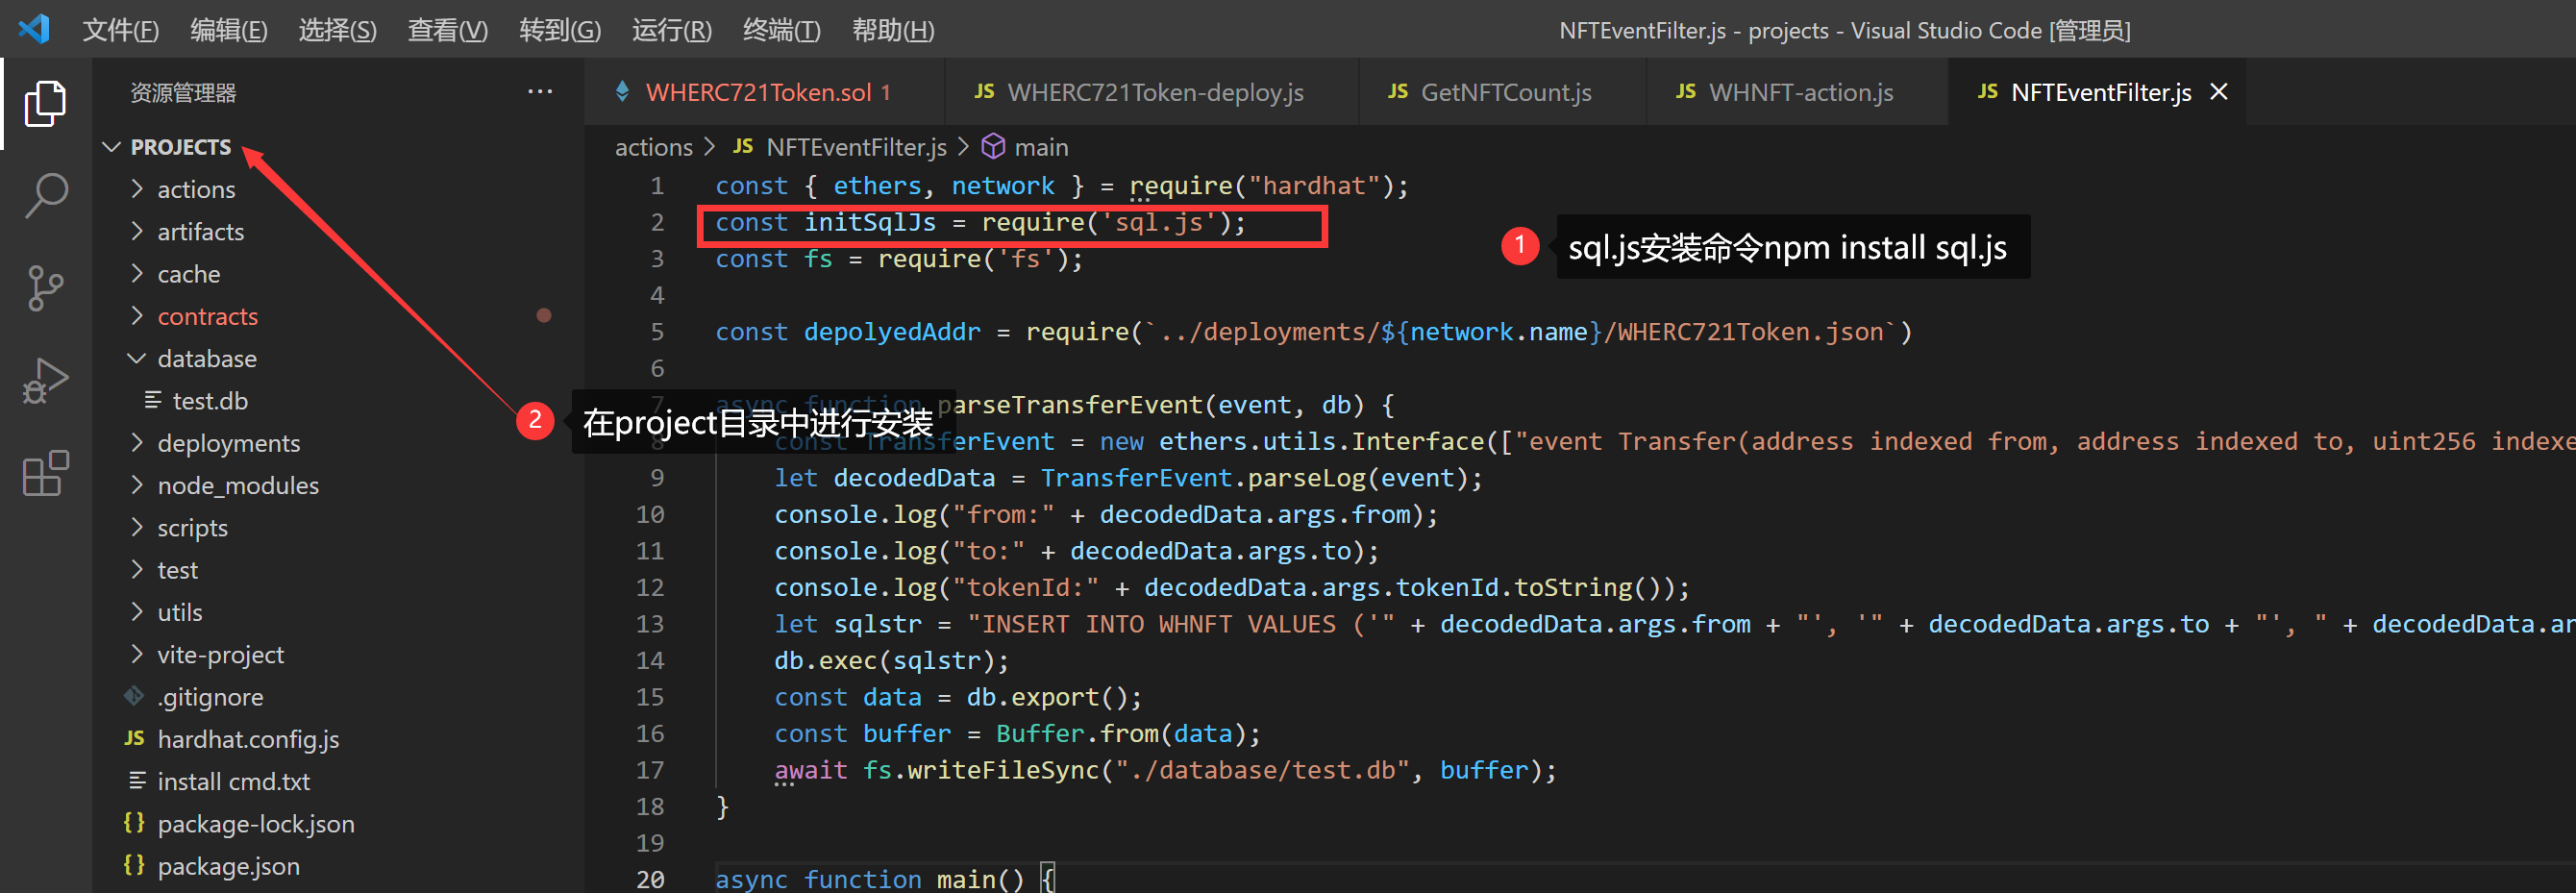 文件(F) 编辑(E) 选择(S) 查看(V) 转到(G) 运行(R) 终端(T) 帮助(H) NFTEventFilter.js - projects - Visual Studio Code [管理员]
资源管理器 ···
PROJECTS
actions
artifacts
cache
contracts
database
test.db
deployments
node_modules
scripts
test
utils
vite-project
.gitignore
JS hardhat.config.js
install cmd.txt
{} package-lock.json
{} package.json
WHERC721Token.sol 1 JS WHERC721Token-deploy.js JS GetNFTCount.js JS WHNFT-action.js JS NFTEventFilter.js
actions > JS NFTEventFilter.js > main
1 const { ethers, network } = require("hardhat");
2 const initSqlJs = require('sql.js');
1 sql.js安装命令npm install sql.js
3 const fs = require('fs');
4
5 const depolyedAddr = require(`../deployments/${network.name}/WHERC721Token.json`)
6
2 在project目录中进行安装
7 async function parseTransferEvent(event, db) {
8 const TransferEvent = new ethers.utils.Interface(["event Transfer(address indexed from, address indexed to, uint256 indexe
9 let decodedData = TransferEvent.parseLog(event);
10 console.log("from:" + decodedData.args.from);
11 console.log("to:" + decodedData.args.to);
12 console.log("tokenId:" + decodedData.args.tokenId.toString());
13 let sqlstr = "INSERT INTO WHNFT VALUES ('" + decodedData.args.from + "', '" + decodedData.args.to + "', " + decodedData.ar
14 db.exec(sqlstr);
15 const data = db.export();
16 const buffer = Buffer.from(data);
17 await fs.writeFileSync("./database/test.db", buffer);
18 }
19
20 async function main() {